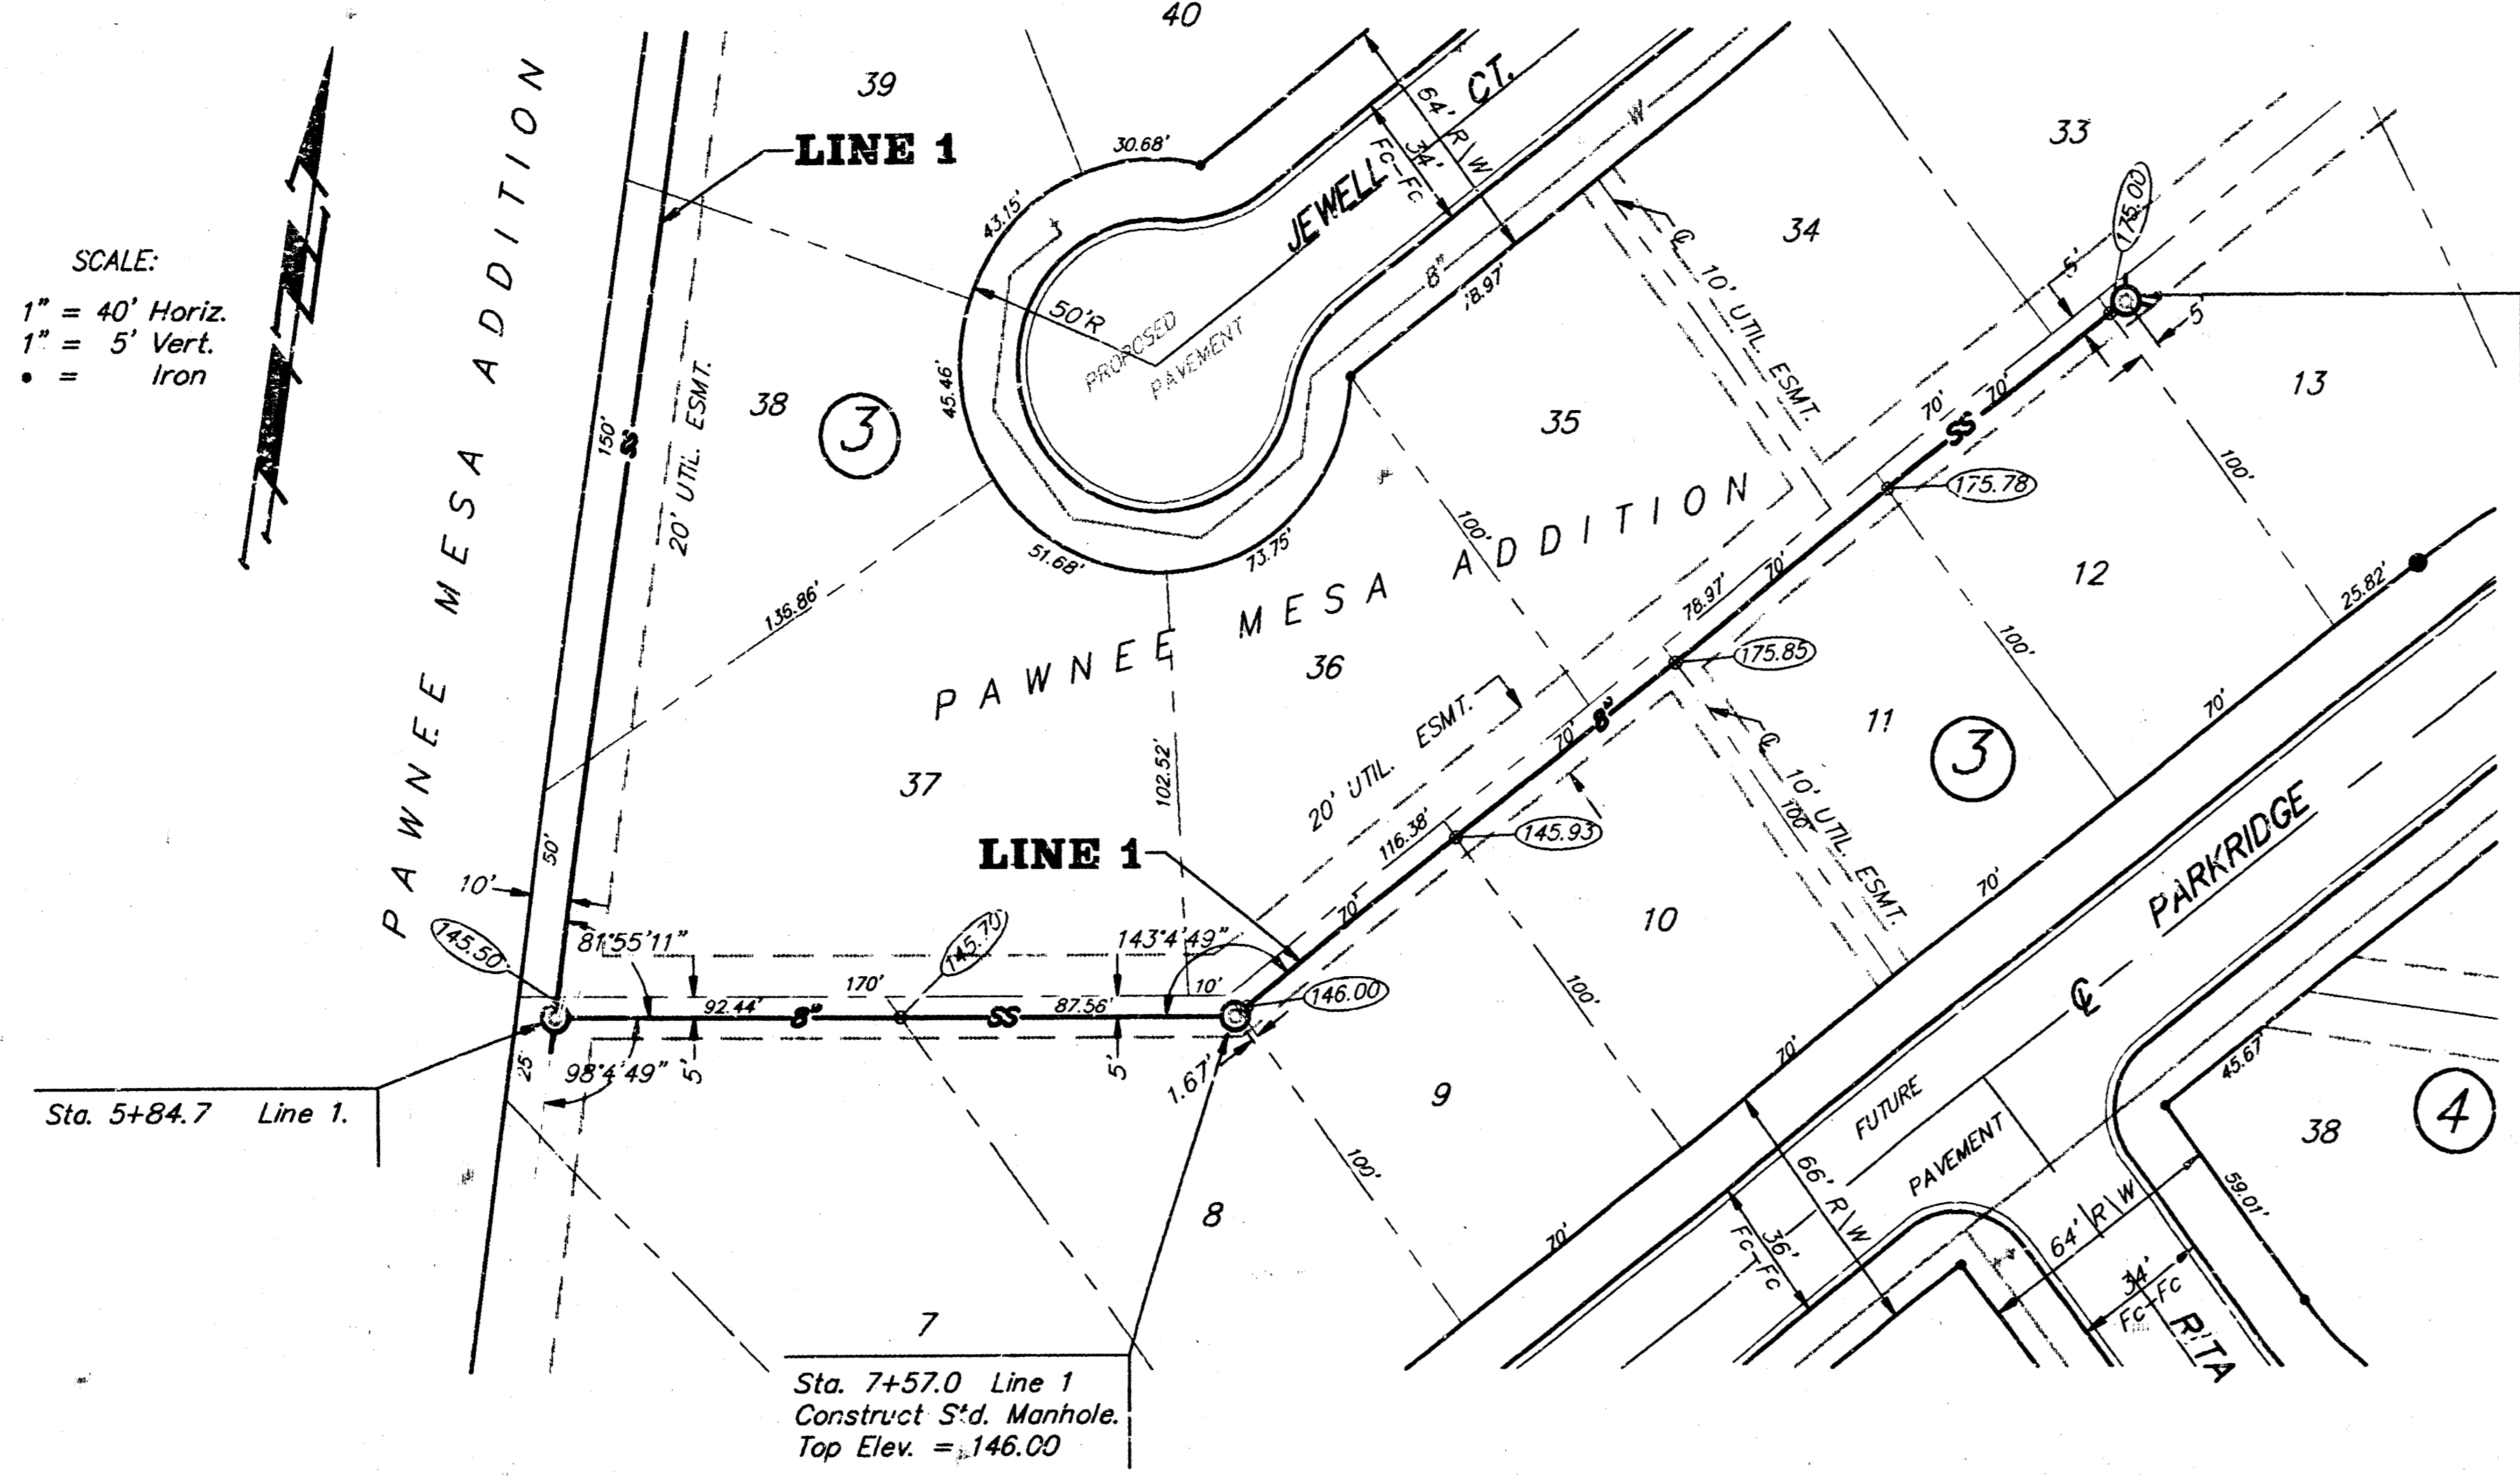 40
39
LINE 1
30.68'
43.15'
64' R\W
34'
Fc-Fc
JEWELL CT.
W
33
175.00
34
SCALE:
1" = 40' Horiz.
1" = 5' Vert.
• = Iron
PAWNEE MESA ADDITION
50'R
PROPOSED
PAVEMENT
8"
℄ 10' UTIL. ESMT.
5'
5'
45.46'
38
3
150'
20' UTIL. ESMT.
35
70'
70'
SS
13
100'
175.78
51.68'
73.75'
100'
PAWNEE MESA ADDITION
135.86'
36
78.97'
70'
12
25.82'
175.85
100'
102.52'
20' UTIL. ESMT.
70'
8"
11
3
70'
37
LINE 1
116.38'
145.93
℄ 10' UTIL. ESMT.
100'
PARKRIDGE
50'
10'
145.50
81°55'11"
145.70
143°4'49"
70'
10
70'
170'
10'
146.00
92.44'
8"
SS
87.56'
100'
℄
25'
98°4'49"
5'
5'
1.67'
9
70'
FUTURE
PAVEMENT
45.67'
4
38
Sta. 5+84.7 Line 1.
8
100'
66' R\W
36'
Fc-Fc
64' R\W
59.01'
34'
Fc-Fc
RITA
70'
7
Sta. 7+57.0 Line 1
Construct Std. Manhole.
Top Elev. = 146.00